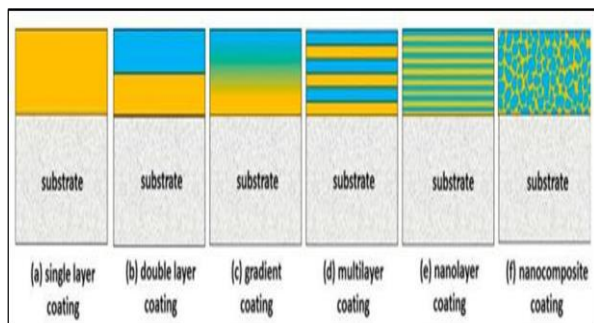 substrate substrate substrate substrate substrate substrate
(a) single layer (b) double layer (c) gradient (d) multilayer (e) nanolayer (f) nanocomposite
coating coating coating coating coating coating